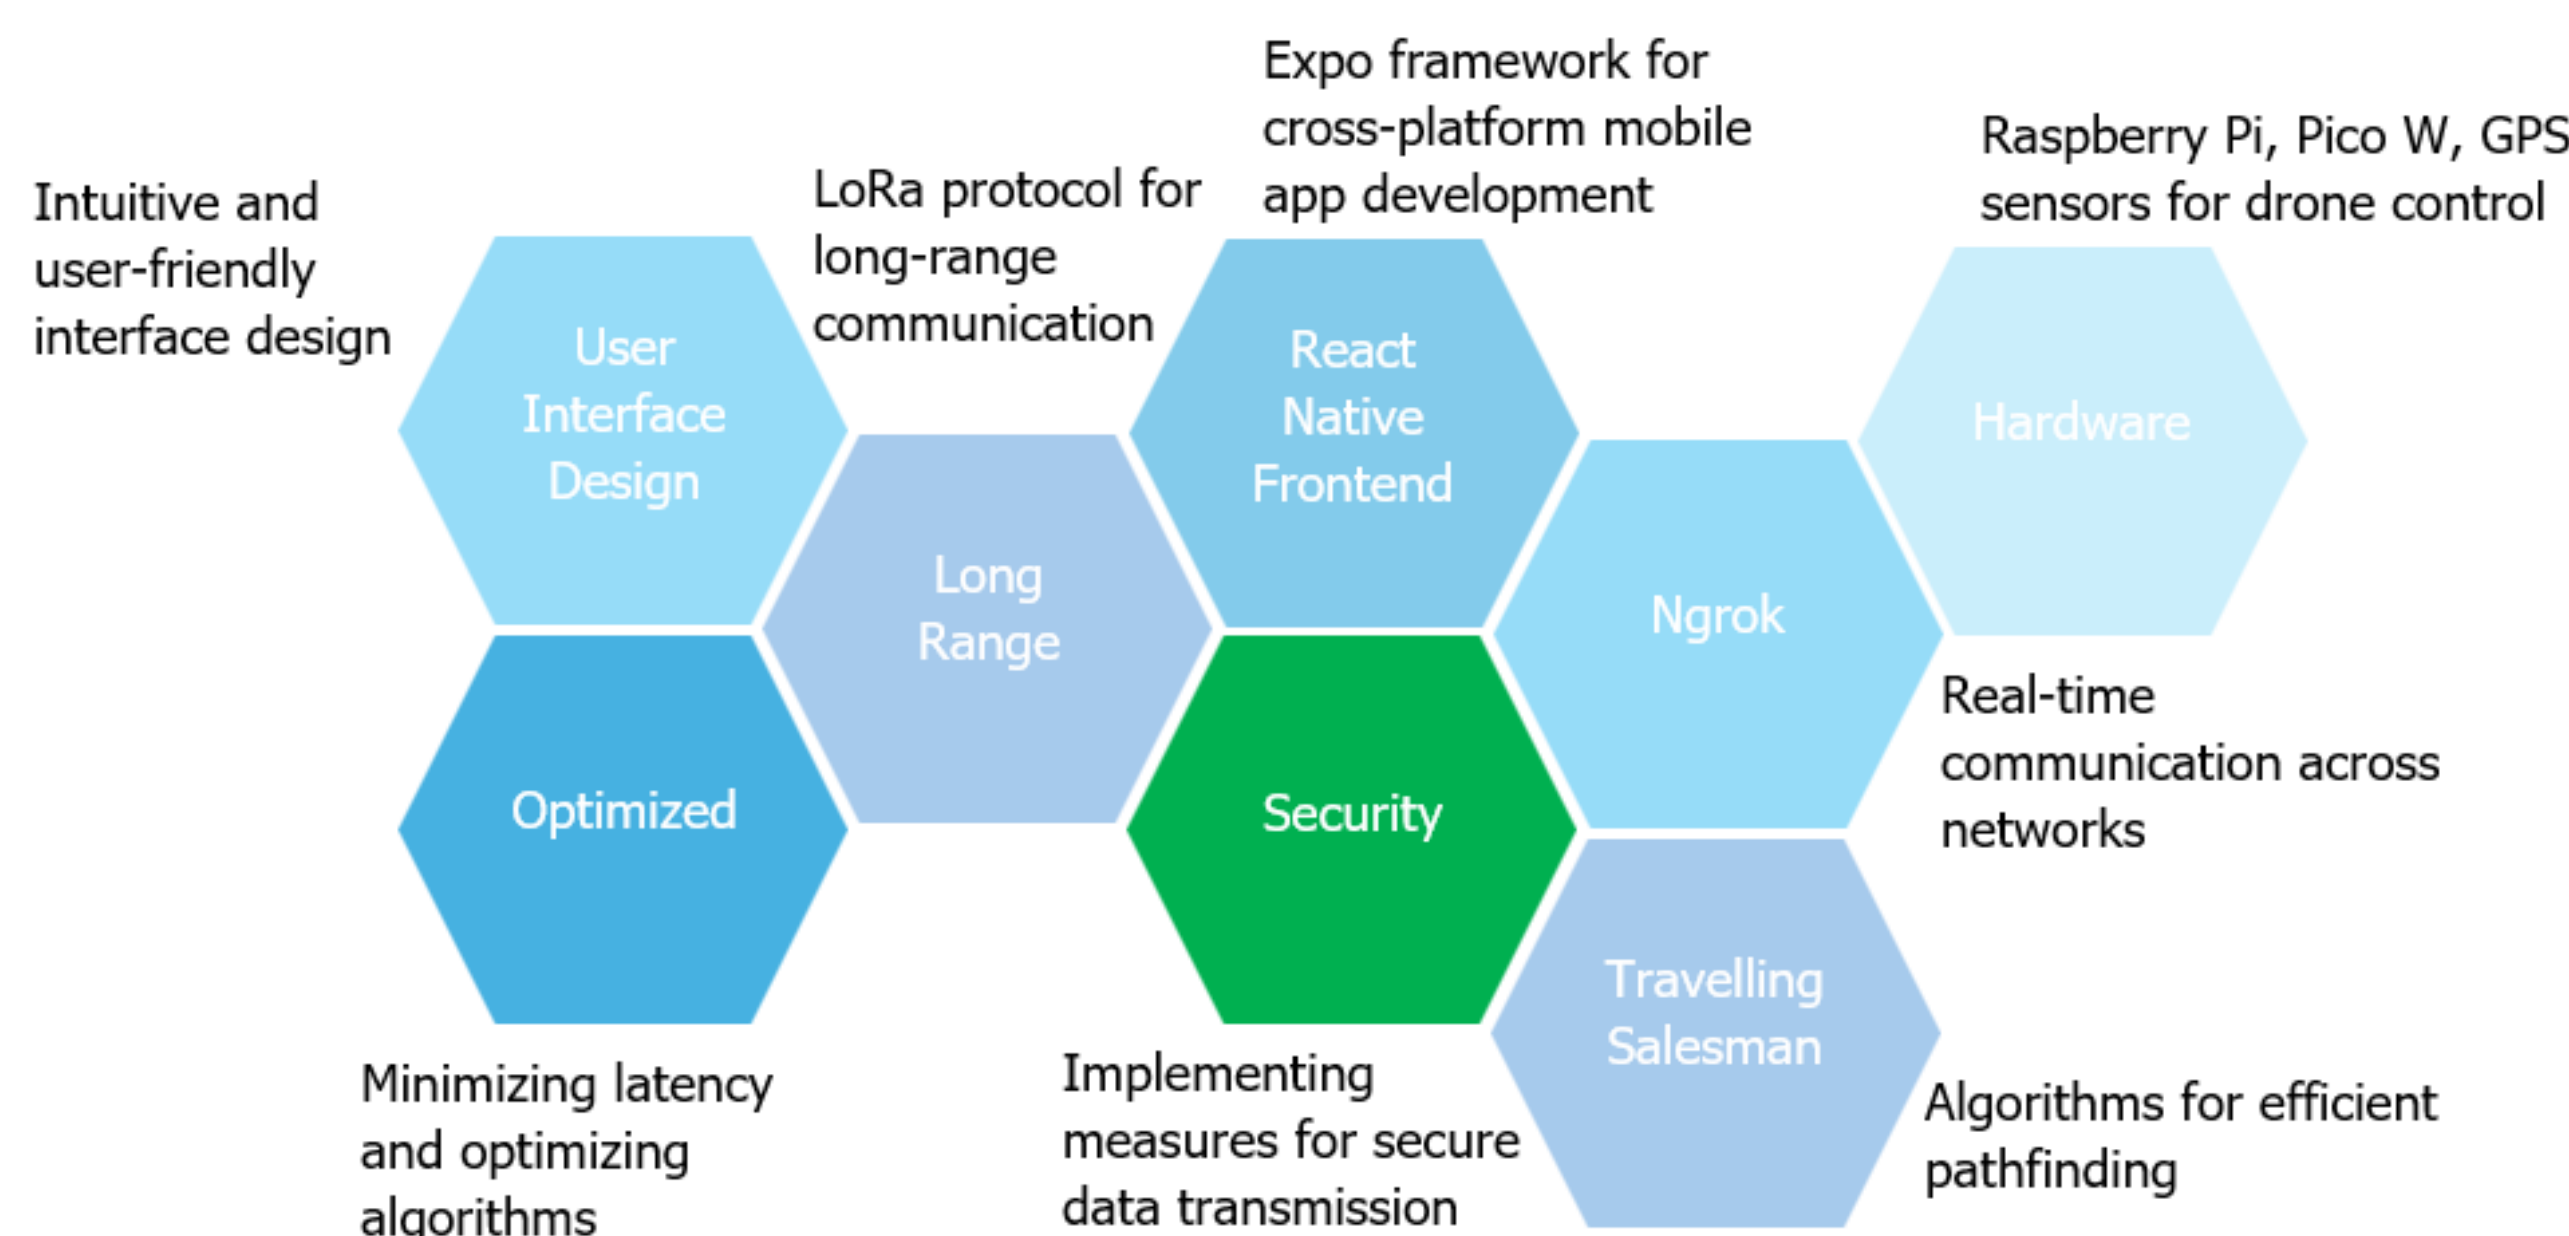 Intuitive and
user-friendly
interface design
User
Interface
Design
LoRa protocol for
long-range
communication
Long
Range
Expo framework for
cross-platform mobile
app development
React
Native
Frontend
Raspberry Pi, Pico W, GPS
sensors for drone control
Hardware
Ngrok
Real-time
communication across
networks
Optimized
Minimizing latency
and optimizing
algorithms
Security
Implementing
measures for secure
data transmission
Travelling
Salesman
Algorithms for efficient
pathfinding